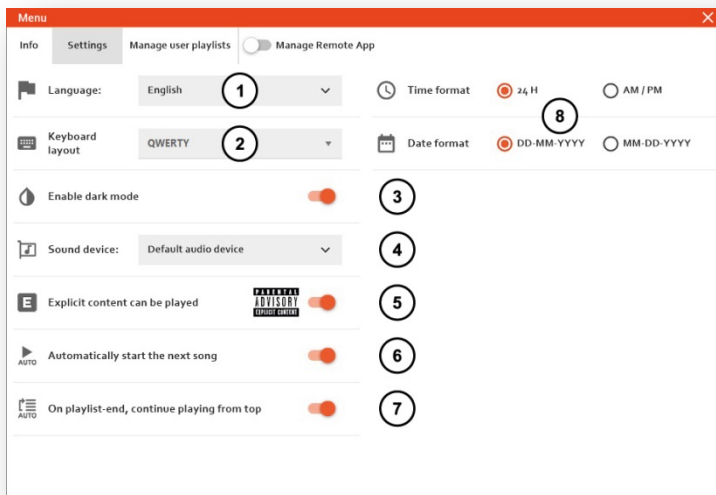 Menu
Info Settings Manage user playlists Manage Remote App
Language: English 1
Time format 24 H AM / PM
8
Keyboard layout QWERTY 2
Date format DD-MM-YYYY MM-DD-YYYY
Enable dark mode 3
Sound device: Default audio device 4
E Explicit content can be played PARENTAL ADVISORY EXPLICIT CONTENT 5
AUTO Automatically start the next song 6
AUTO On playlist-end, continue playing from top 7